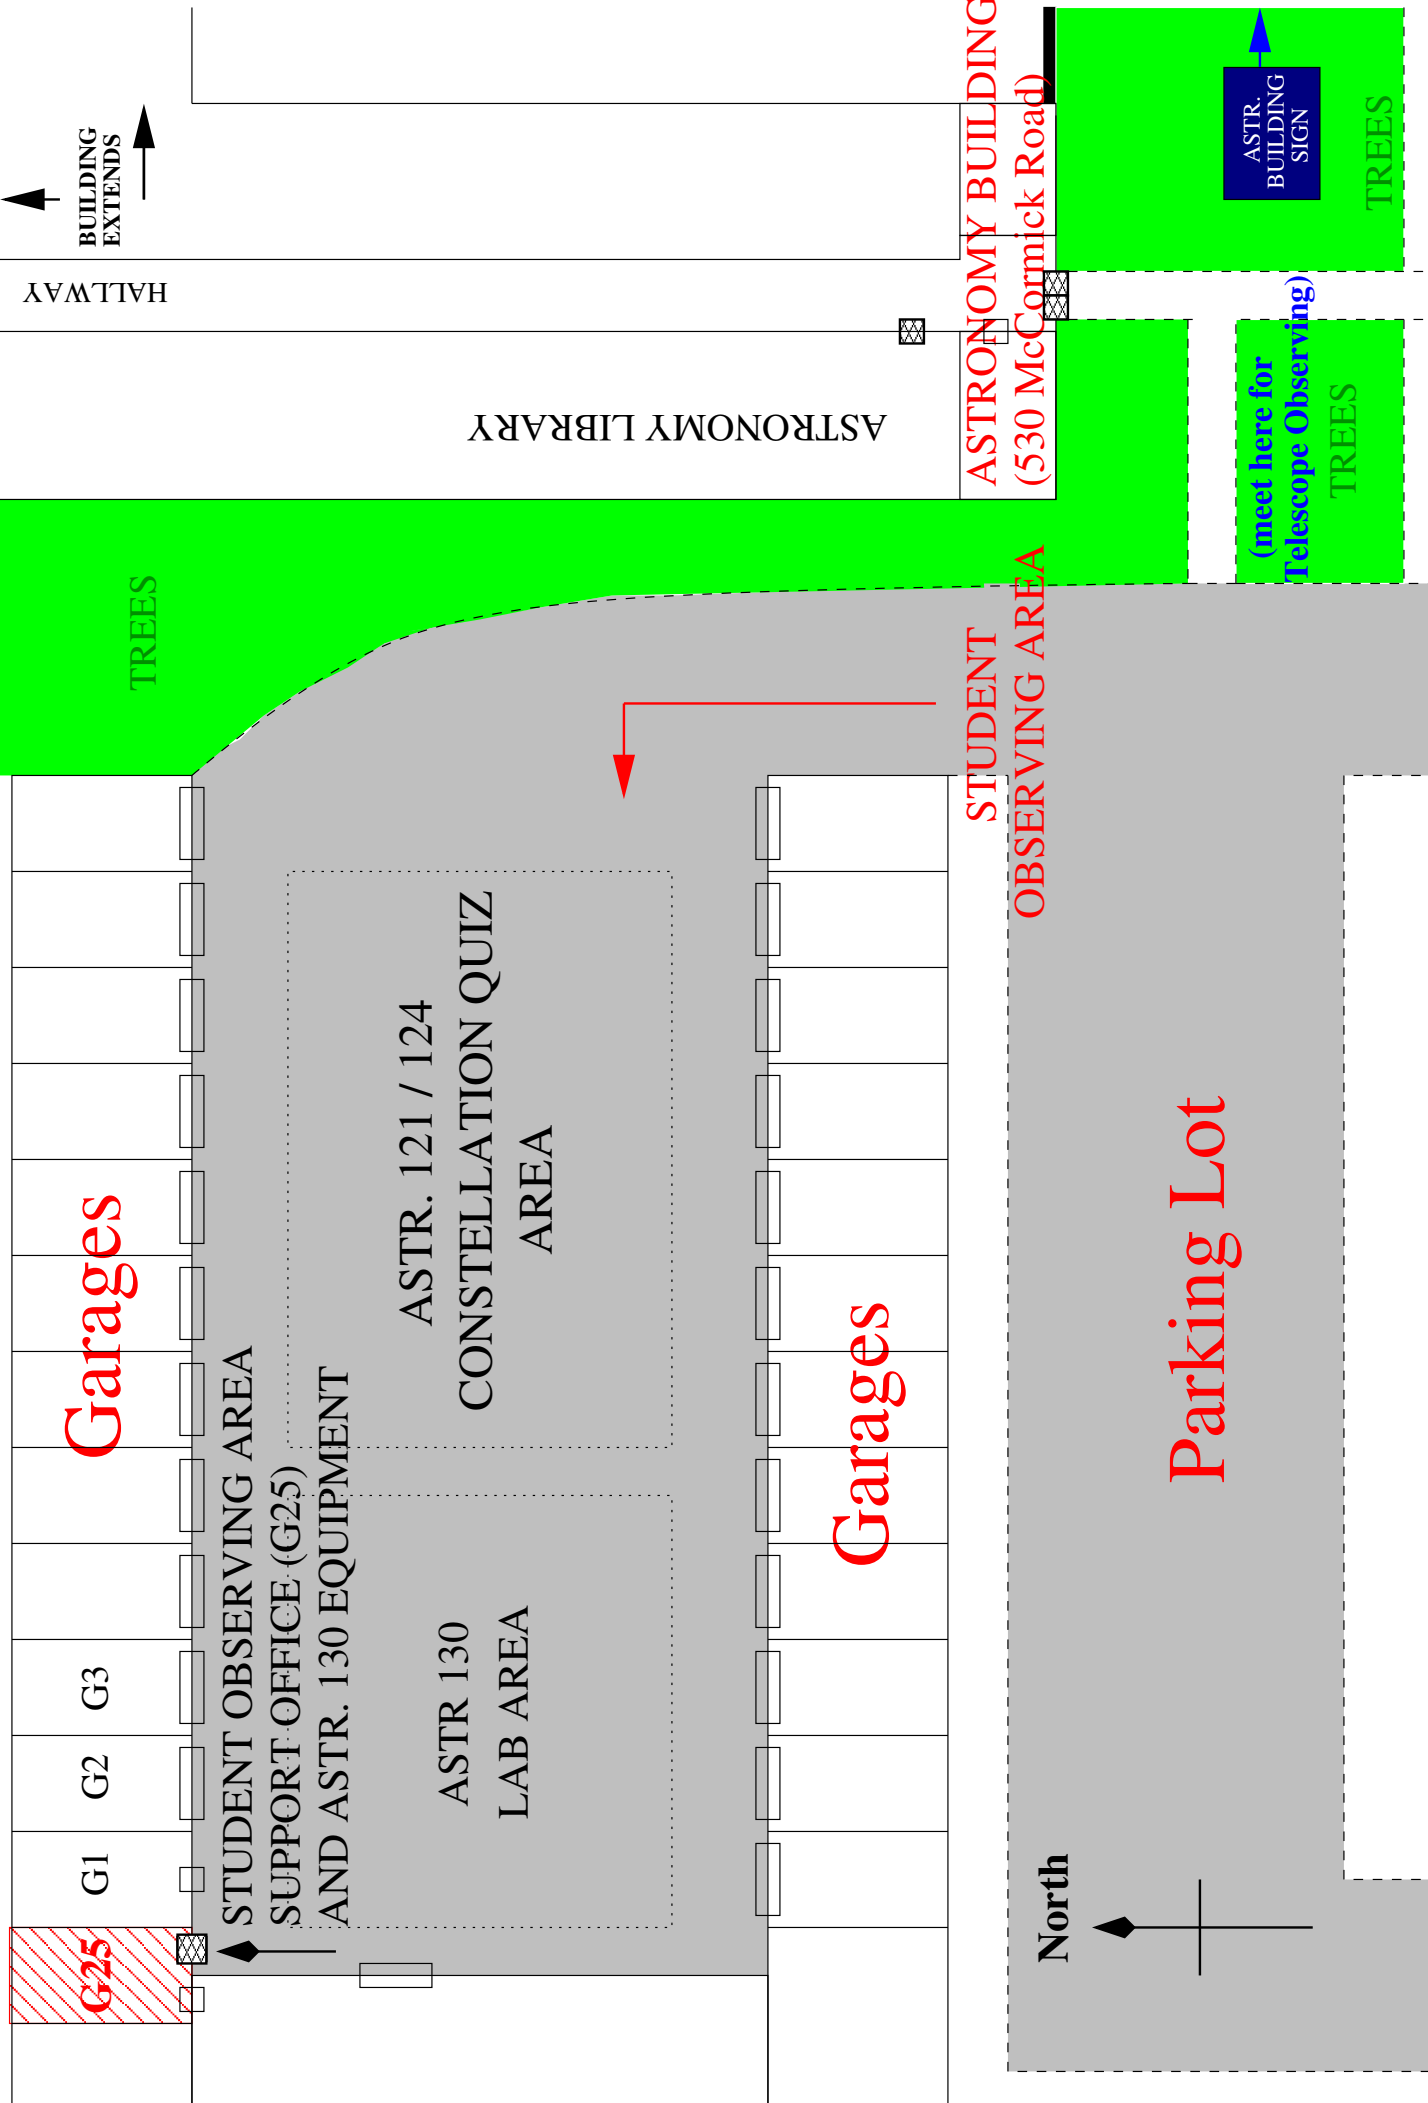 BUILDING
EXTENDS
HALLWAY
ASTRONOMY LIBRARY
ASTRONOMY BUILDING
(530 McCormick Road)
ASTR.
BUILDING
SIGN
TREES
(meet here for
Telescope Observing)
TREES
TREES
STUDENT
OBSERVING AREA
Garages
ASTR. 121 / 124
CONSTELLATION QUIZ
AREA
Garages
Parking Lot
STUDENT OBSERVING AREA
SUPPORT OFFICE (G25)
AND ASTR. 130 EQUIPMENT
ASTR 130
LAB AREA
G3
G2
G1
G25
North